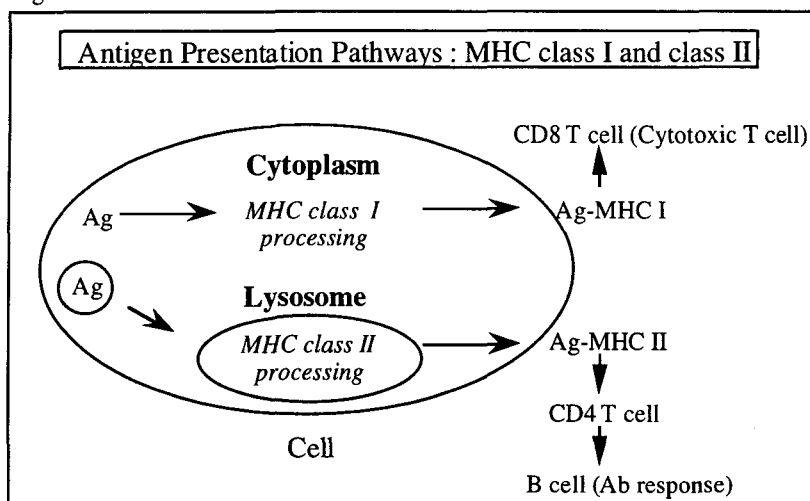 Antigen Presentation Pathways : MHC class I and class II
CD8 T cell (Cytotoxic T cell)
Cytoplasm
Ag
MHC class I
processing
Ag-MHC I
Ag
Lysosome
MHC class II
processing
Ag-MHC II
CD4 T cell
Cell
B cell (Ab response)